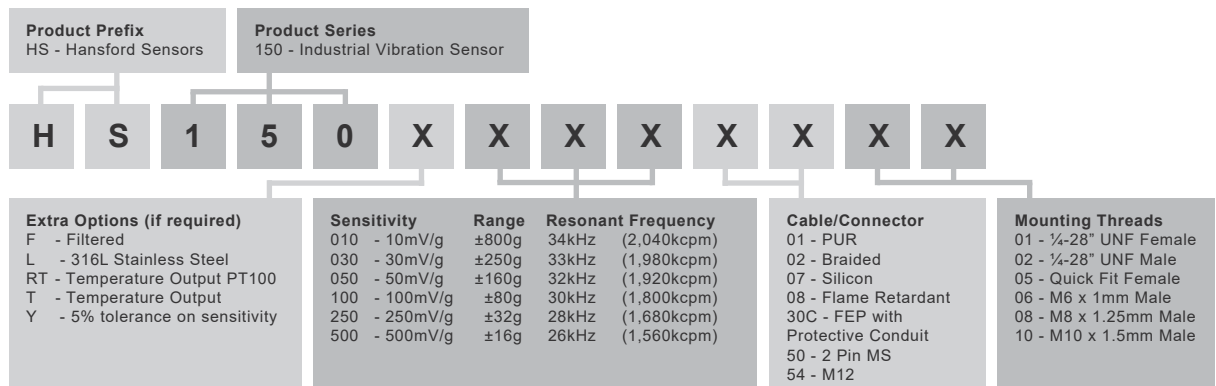 Product Prefix
HS - Hansford Sensors
Product Series
150 - Industrial Vibration Sensor
H S 1 5 0 X X X X X X X X
Extra Options (if required)
F - Filtered
L - 316L Stainless Steel
RT - Temperature Output PT100
T - Temperature Output
Y - 5% tolerance on sensitivity
Sensitivity Range Resonant Frequency
010 - 10mV/g ±800g 34kHz (2,040kcpm)
030 - 30mV/g ±250g 33kHz (1,980kcpm)
050 - 50mV/g ±160g 32kHz (1,920kcpm)
100 - 100mV/g ±80g 30kHz (1,800kcpm)
250 - 250mV/g ±32g 28kHz (1,680kcpm)
500 - 500mV/g ±16g 26kHz (1,560kcpm)
Cable/Connector
01 - PUR
02 - Braided
07 - Silicon
08 - Flame Retardant
30C - FEP with
Protective Conduit
50 - 2 Pin MS
54 - M12
Mounting Threads
01 - ¼-28” UNF Female
02 - ¼-28” UNF Male
05 - Quick Fit Female
06 - M6 x 1mm Male
08 - M8 x 1.25mm Male
10 - M10 x 1.5mm Male